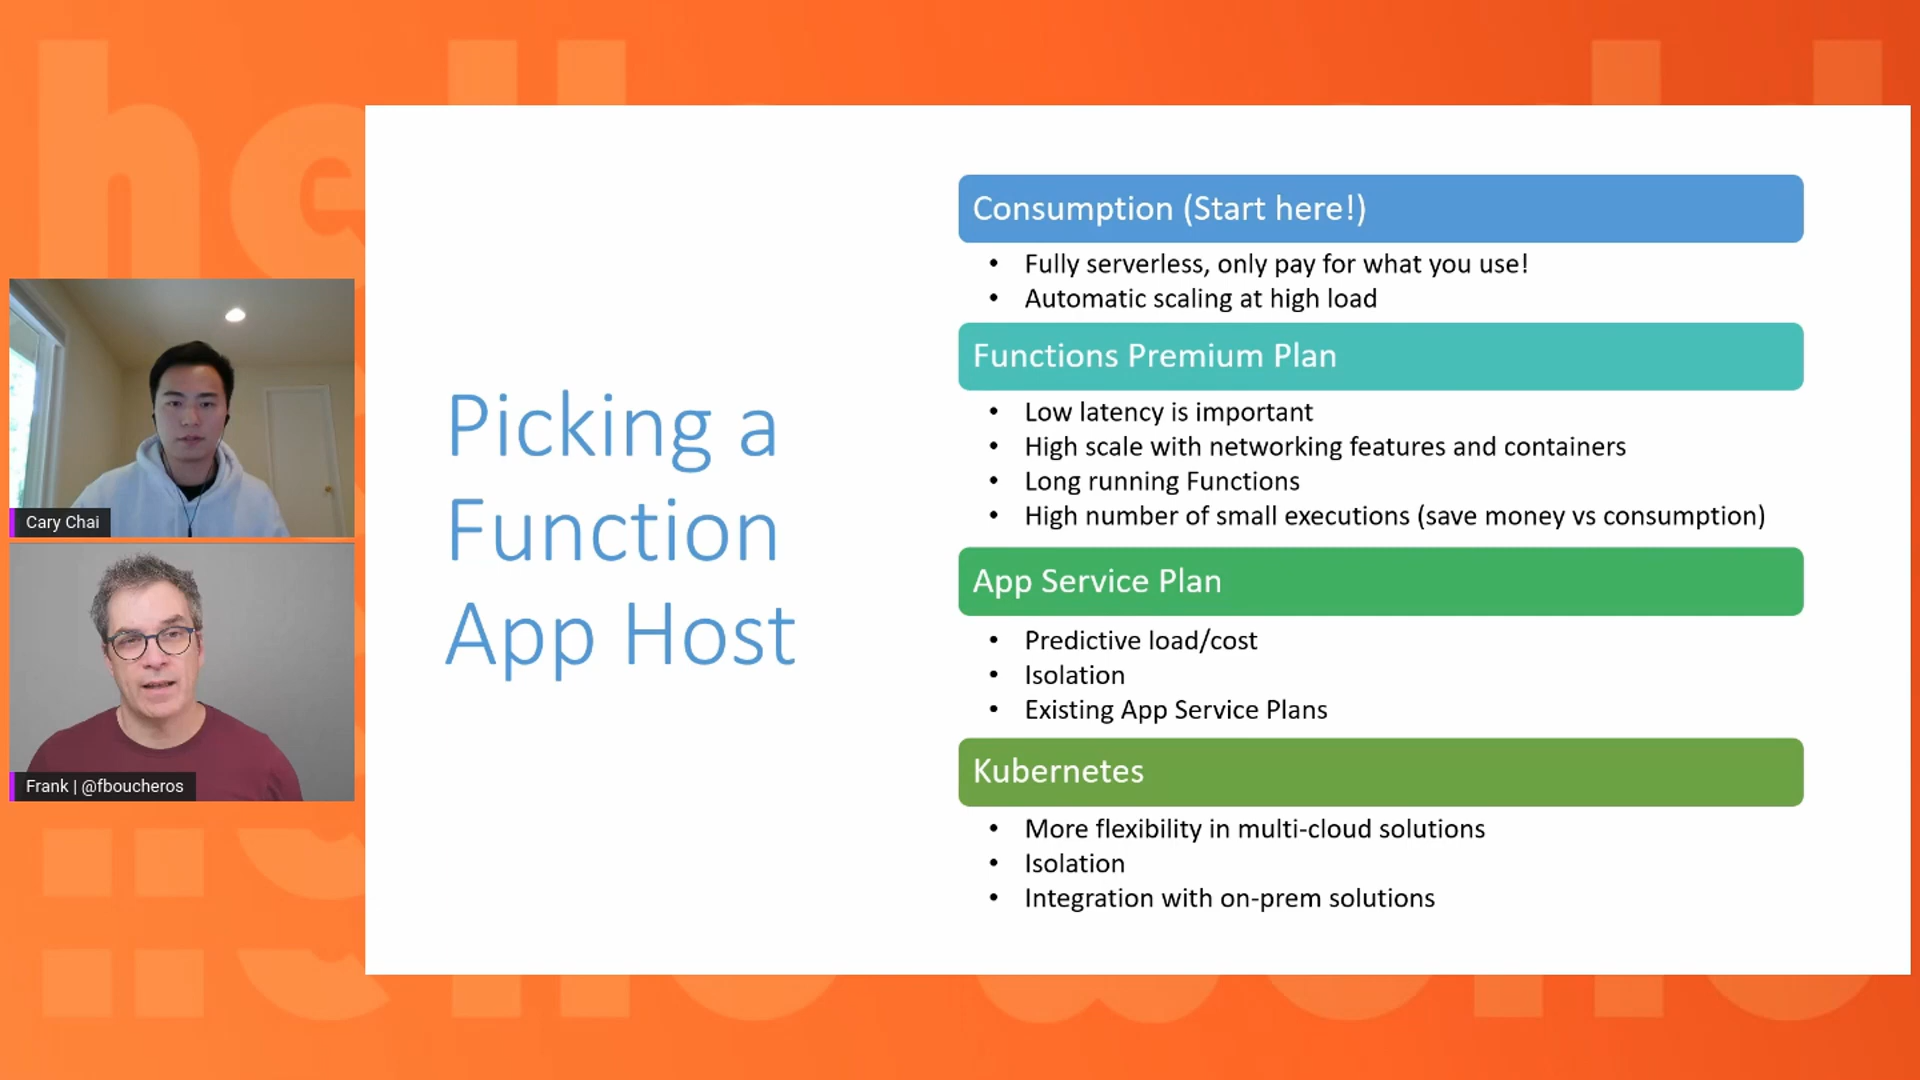 Picking a
Function
App Host
Consumption (Start here!)
• Fully serverless, only pay for what you use!
• Automatic scaling at high load
Functions Premium Plan
• Low latency is important
• High scale with networking features and containers
• Long running Functions
• High number of small executions (save money vs consumption)
App Service Plan
• Predictive load/cost
• Isolation
• Existing App Service Plans
Kubernetes
• More flexibility in multi-cloud solutions
• Isolation
• Integration with on-prem solutions
Cary Chai
Frank | @fboucheros